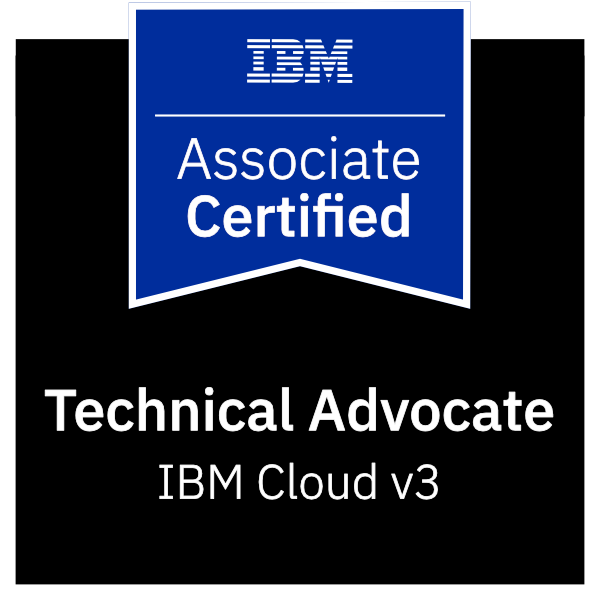 IBM
Associate
Certified
Technical Advocate
IBM Cloud v3